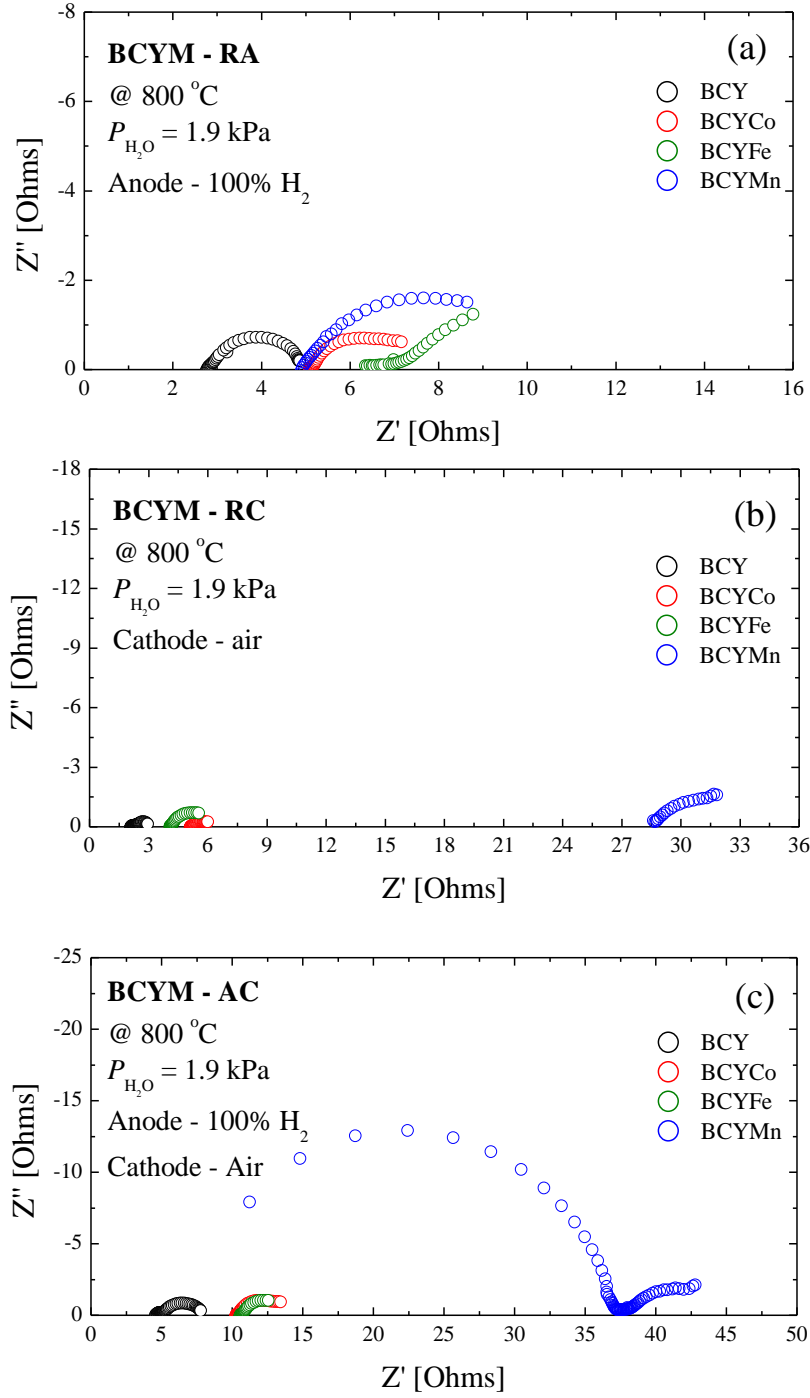 -8
-6
-4
-2
0
Z'' [Ohms]
BCYM - RA
@ 800 °C
P_H₂O = 1.9 kPa
Anode - 100% H₂
(a)
BCY
BCYCo
BCYFe
BCYMn
0 2 4 6 8 10 12 14 16
Z' [Ohms]
-18
-15
-12
-9
-6
-3
0
Z'' [Ohms]
BCYM - RC
@ 800 °C
P_H₂O = 1.9 kPa
Cathode - air
(b)
BCY
BCYCo
BCYFe
BCYMn
0 3 6 9 12 15 18 21 24 27 30 33 36
Z' [Ohms]
-25
-20
-15
-10
-5
0
Z'' [Ohms]
BCYM - AC
@ 800 °C
P_H₂O = 1.9 kPa
Anode - 100% H₂
Cathode - Air
(c)
BCY
BCYCo
BCYFe
BCYMn
0 5 10 15 20 25 30 35 40 45 50
Z' [Ohms]